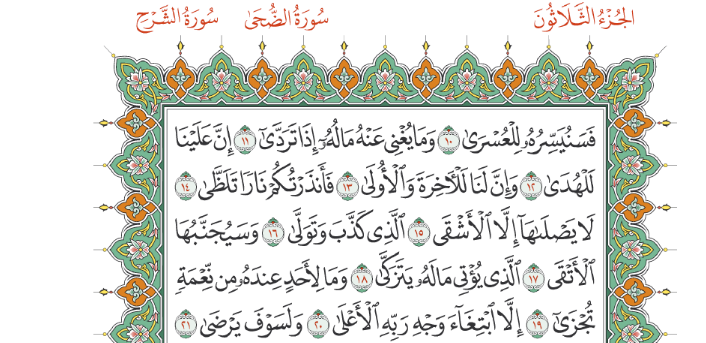 الجُزْءُ الثَّلَاثُونَ سُورَةُ الضُّحَىٰ سُورَةُ الشَّرْحِ
فَسَنُيَسِّرُهُۥ لِلۡعُسۡرَىٰ ١٠ وَمَا يُغۡنِي عَنۡهُ مَالُهُۥٓ إِذَا تَرَدَّىٰٓ ١١ إِنَّ عَلَيۡنَا
لَلۡهُدَىٰ ١٢ وَإِنَّ لَنَا لَلۡأٓخِرَةَ وَٱلۡأُولَىٰ ١٣ فَأَنذَرۡتُكُمۡ نَارٗا تَلَظَّىٰ ١٤
لَا يَصۡلَىٰهَآ إِلَّا ٱلۡأَشۡقَى ١٥ ٱلَّذِي كَذَّبَ وَتَوَلَّىٰ ١٦ وَسَيُجَنَّبُهَا
ٱلۡأَتۡقَى ١٧ ٱلَّذِي يُؤۡتِي مَالَهُۥ يَتَزَكَّىٰ ١٨ وَمَا لِأَحَدٍ عِندَهُۥ مِن نِّعۡمَةٖ
تُجۡزَىٰٓ ١٩ إِلَّا ٱبۡتِغَآءَ وَجۡهِ رَبِّهِ ٱلۡأَعۡلَىٰ ٢٠ وَلَسَوۡفَ يَرۡضَىٰ ٢١